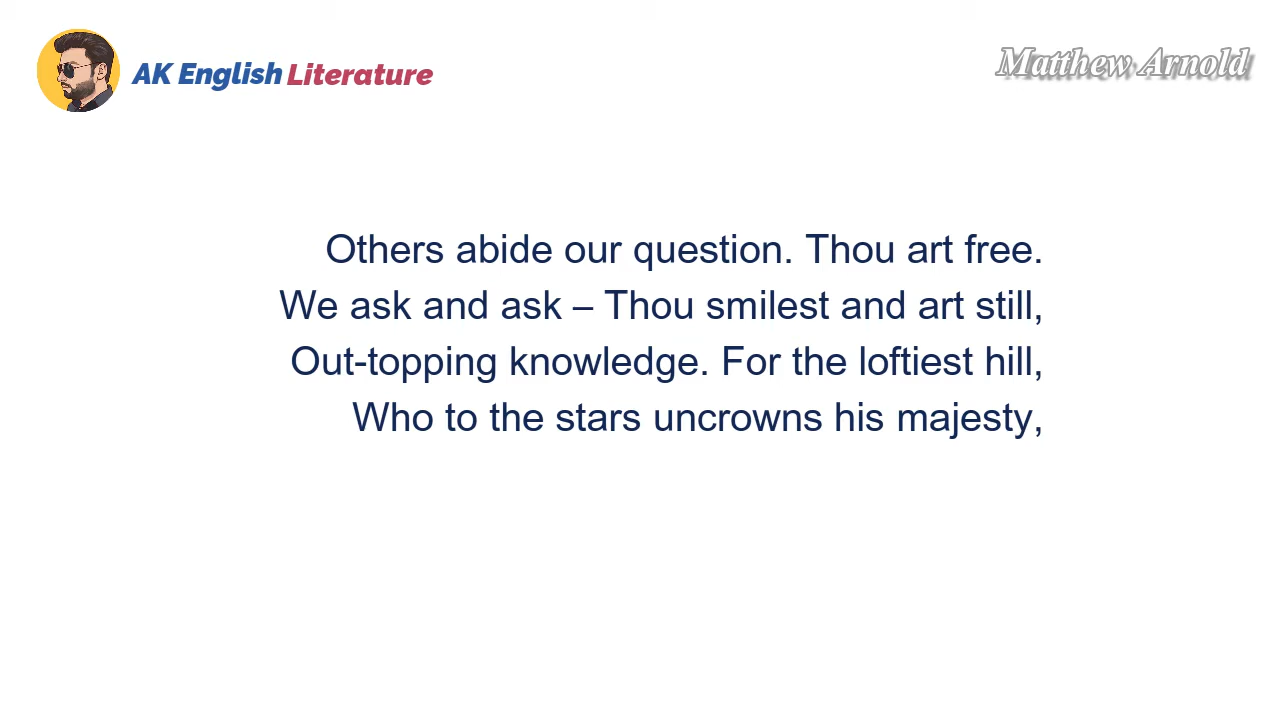 AK English Literature
Matthew Arnold
Others abide our question. Thou art free.
We ask and ask – Thou smilest and art still,
Out-topping knowledge. For the loftiest hill,
Who to the stars uncrowns his majesty,